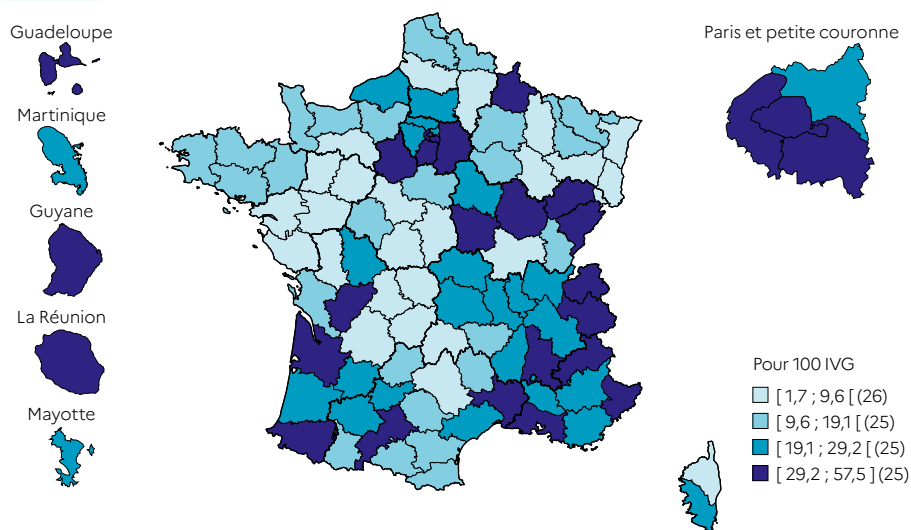 Guadeloupe
Martinique
Guyane
La Réunion
Mayotte
Paris et petite couronne
Pour 100 IVG
[ 1,7 ; 9,6 [ (26)
[ 9,6 ; 19,1 [ (25)
[ 19,1 ; 29,2 [ (25)
[ 29,2 ; 57,5 ] (25)